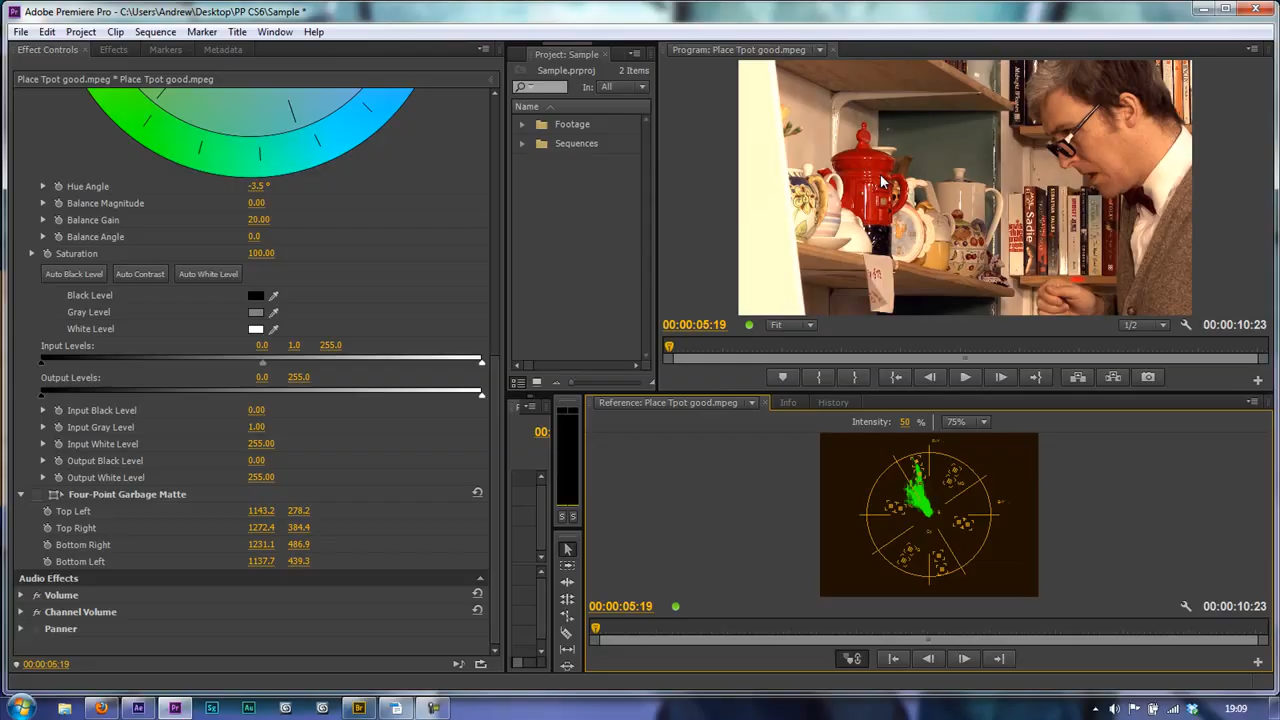 Adobe Premiere Pro - C:\Users\Andrew\Desktop\PP CS6\Sample *
File Edit Project Clip Sequence Marker Title Window Help
Effect Controls Effects Markers Metadata
Place Tpot good.mpeg * Place Tpot good.mpeg
Hue Angle -3.5 °
Balance Magnitude 0.00
Balance Gain 20.00
Balance Angle 0.0
Saturation 100.00
Auto Black Level Auto Contrast Auto White Level
Black Level
Gray Level
White Level
Input Levels: 0.0 1.0 255.0
Output Levels: 0.0 255.0
Input Black Level 0.00
Input Gray Level 1.00
Input White Level 255.00
Output Black Level 0.00
Output White Level 255.00
Four-Point Garbage Matte
Top Left 1143.2 278.2
Top Right 1272.4 384.4
Bottom Right 1231.1 486.9
Bottom Left 1137.7 439.3
Audio Effects
Volume
Channel Volume
Panner
00:00:05:19
Project: Sample
Sample.prproj 2 Items
In: All
Name
Footage
Sequences
00:
S S
Program: Place Tpot good.mpeg
Sadie
00:00:05:19 Fit 1/2 00:00:10:23
Reference: Place Tpot good.mpeg Info History
Intensity: 50 % 75%
00:00:05:19 00:00:10:23
Ae Pr Sg Au Br
19:09